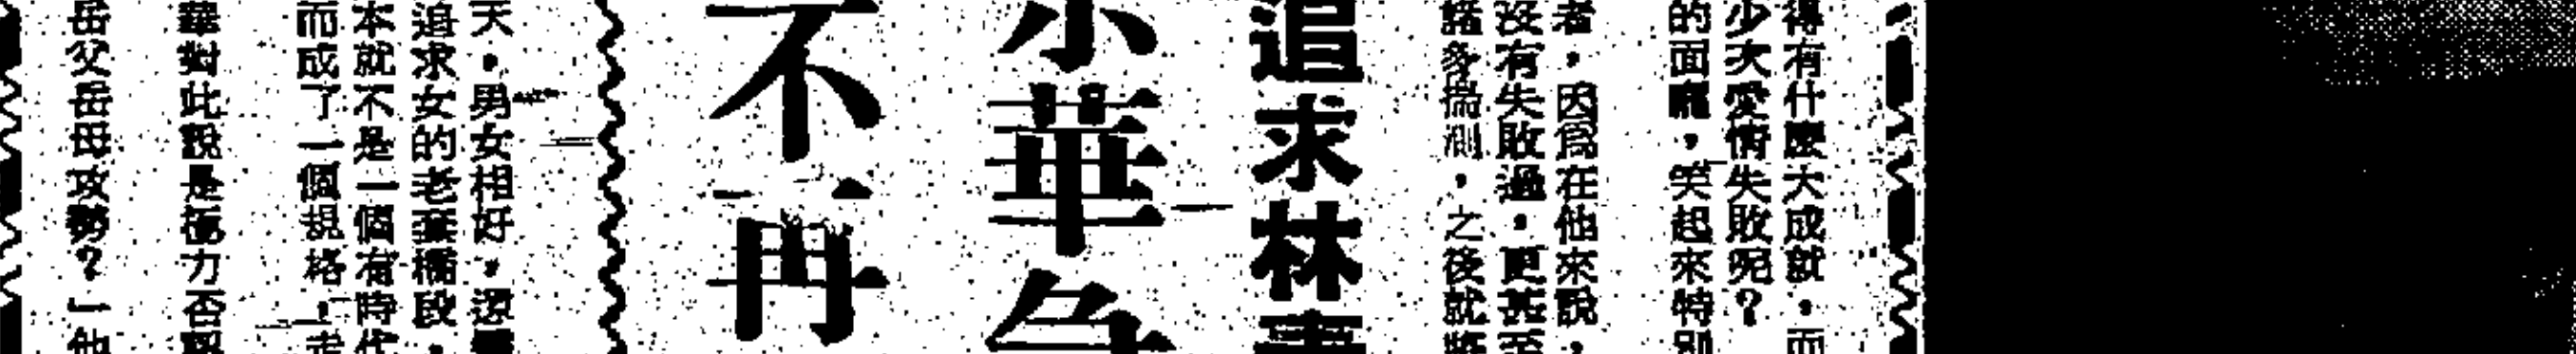 得有什麼大成就，而
少次愛情失敗呢？
的面龐，笑起來特別
者，因爲在他來說，
沒有失敗過，更甚至
諸多揣測，之後就
追求林
小華
不再
天，男女相好，還
追求女的老套橋段，
本就不是一個有時代
而成了一個規格，走
華對此說是極力否認
岳父岳母攻勢？」他